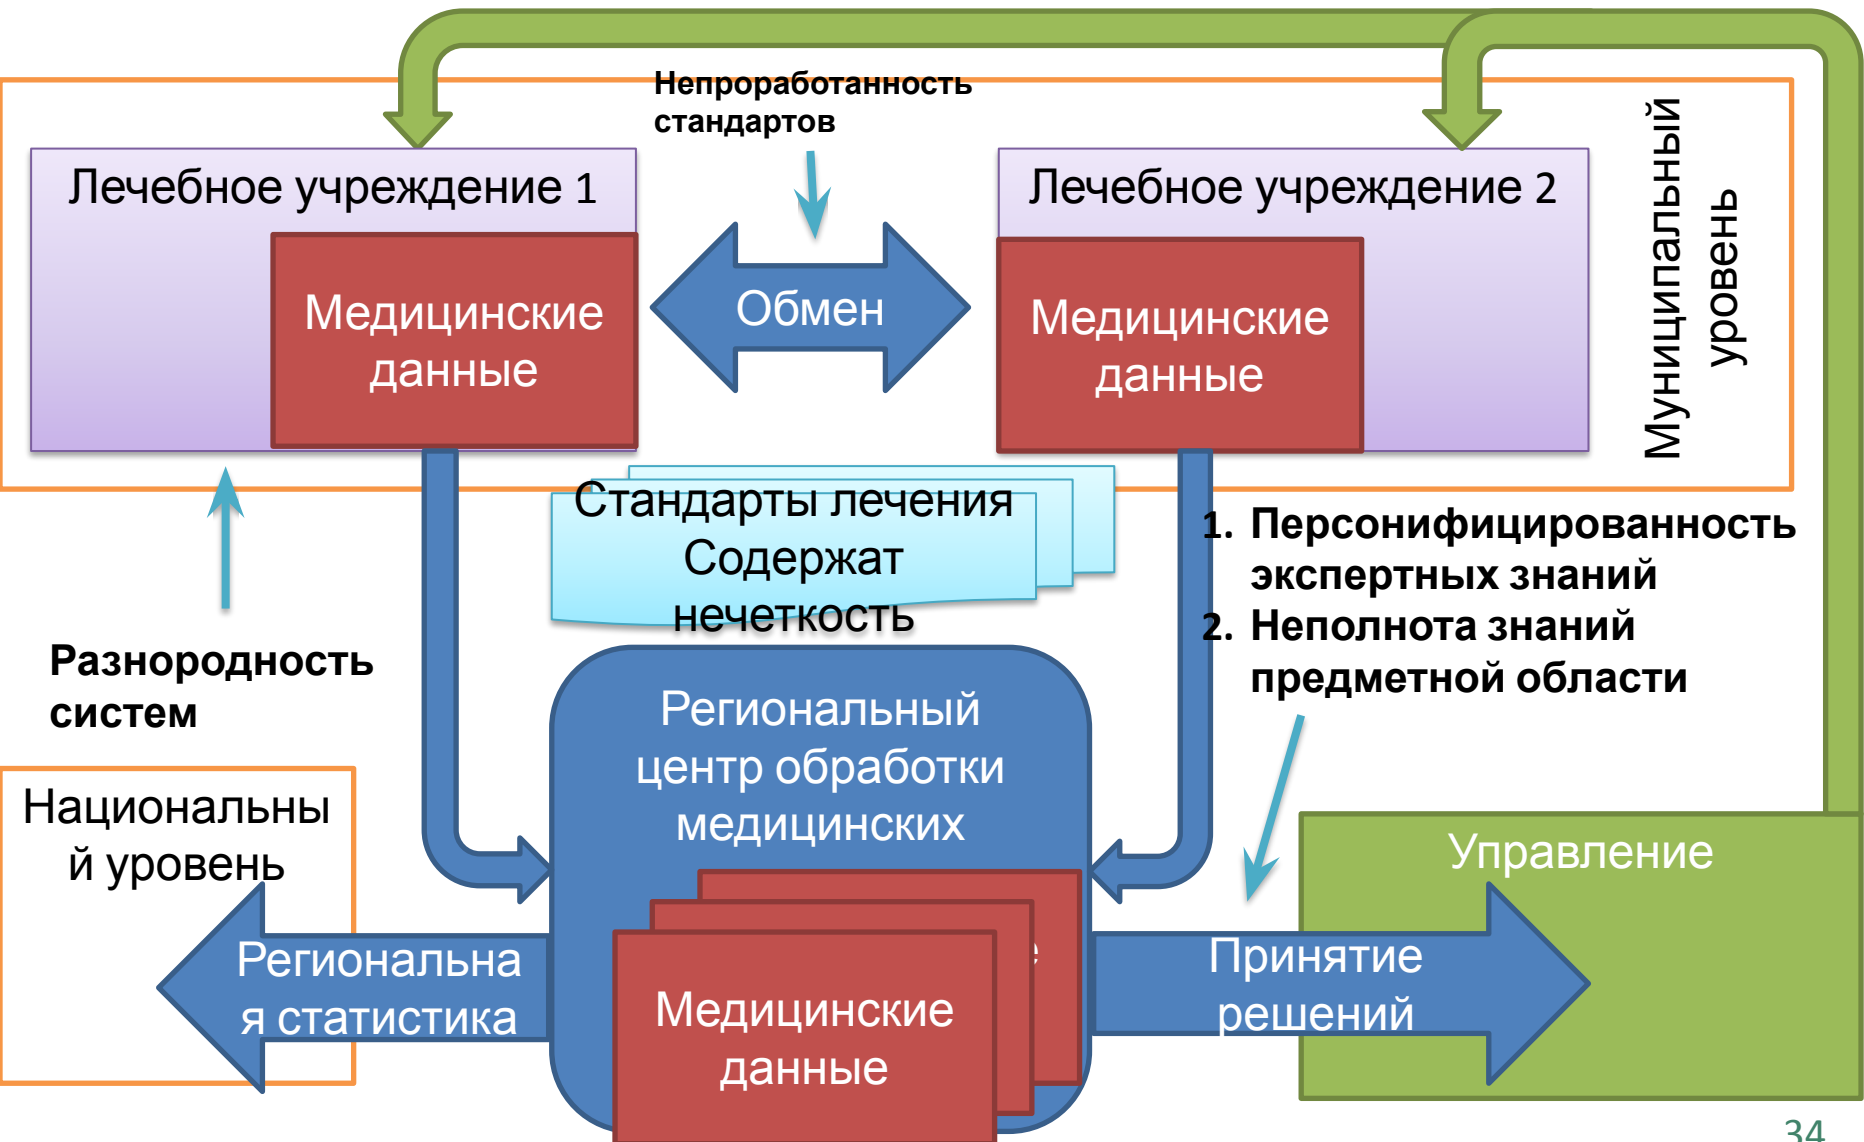 Непроработанность
стандартов
Лечебное учреждение 1
Лечебное учреждение 2
Муниципальный
уровень
Медицинские
данные
Обмен
Медицинские
данные
Стандарты лечения
Содержат
нечеткость
1. Персонифицированность
экспертных знаний
2. Неполнота знаний
предметной области
Разнородность
систем
Региональный
центр обработки
медицинских
Национальны
й уровень
Управление
Региональна
я статистика
е
Медицинские
данные
Принятие
решений
34